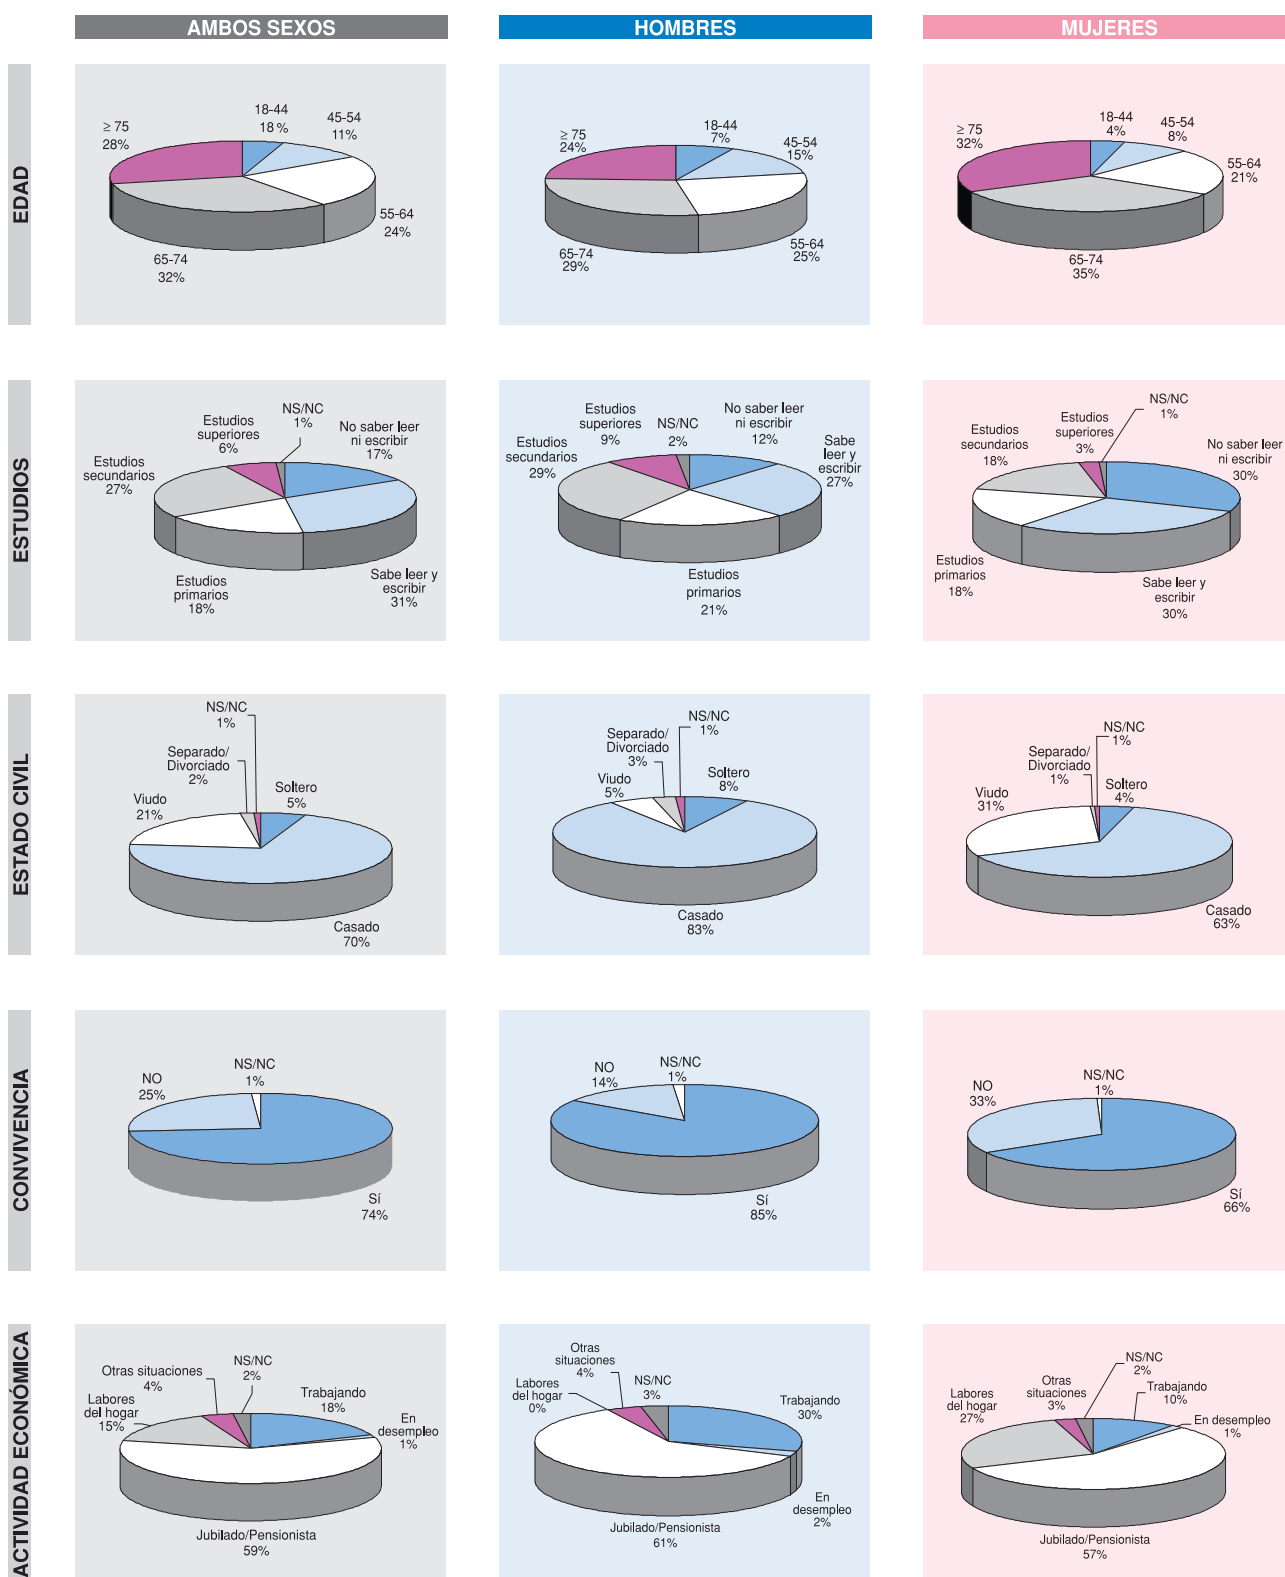 AMBOS SEXOS
HOMBRES
MUJERES
EDAD
18-44
18 %
45-54
11%
55-64
24%
65-74
32%
≥ 75
28%
18-44
7%
45-54
15%
55-64
25%
65-74
29%
≥ 75
24%
18-44
4%
45-54
8%
55-64
21%
65-74
35%
≥ 75
32%
ESTUDIOS
NS/NC
1%
No saber leer
ni escribir
17%
Sabe leer y
escribir
31%
Estudios
primarios
18%
Estudios
secundarios
27%
Estudios
superiores
6%
NS/NC
2%
No saber leer
ni escribir
12%
Sabe
leer y
escribir
27%
Estudios
primarios
21%
Estudios
secundarios
29%
Estudios
superiores
9%
NS/NC
1%
No saber leer
ni escribir
30%
Sabe leer y
escribir
30%
Estudios
primarios
18%
Estudios
secundarios
18%
Estudios
superiores
3%
ESTADO CIVIL
NS/NC
1%
Soltero
5%
Casado
70%
Viudo
21%
Separado/
Divorciado
2%
NS/NC
1%
Soltero
8%
Casado
83%
Viudo
5%
Separado/
Divorciado
3%
NS/NC
1%
Soltero
4%
Casado
63%
Viudo
31%
Separado/
Divorciado
1%
CONVIVENCIA
NS/NC
1%
NO
25%
Sí
74%
NS/NC
1%
NO
14%
Sí
85%
NS/NC
1%
NO
33%
Sí
66%
ACTIVIDAD ECONÓMICA
NS/NC
2%
Trabajando
18%
En
desempleo
1%
Jubilado/Pensionista
59%
Labores
del hogar
15%
Otras situaciones
4%
NS/NC
3%
Trabajando
30%
En
desempleo
2%
Jubilado/Pensionista
61%
Labores
del hogar
0%
Otras
situaciones
4%
NS/NC
2%
Trabajando
10%
En desempleo
1%
Jubilado/Pensionista
57%
Labores
del hogar
27%
Otras
situaciones
3%